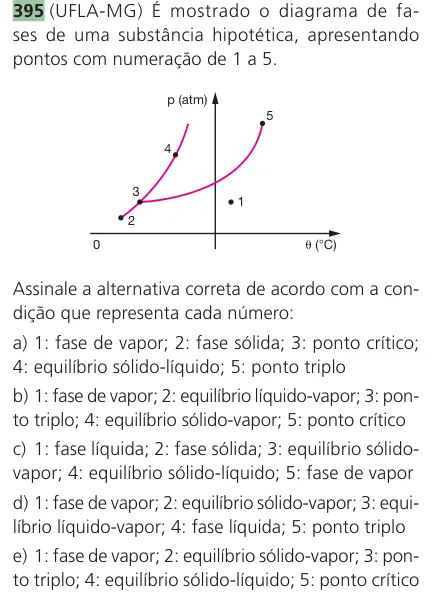 395 (UFLA-MG) É mostrado o diagrama de fa-
ses de uma substância hipotética, apresentando
pontos com numeração de 1 a 5.
p (atm)
5
4
3
1
2
0
θ (°C)
Assinale a alternativa correta de acordo com a con-
dição que representa cada número:
a) 1: fase de vapor; 2: fase sólida; 3: ponto crítico;
4: equilíbrio sólido-líquido; 5: ponto triplo
b) 1: fase de vapor; 2: equilíbrio líquido-vapor; 3: pon-
to triplo; 4: equilíbrio sólido-vapor; 5: ponto crítico
c) 1: fase líquida; 2: fase sólida; 3: equilíbrio sólido-
vapor; 4: equilíbrio sólido-líquido; 5: fase de vapor
d) 1: fase de vapor; 2: equilíbrio sólido-vapor; 3: equi-
líbrio líquido-vapor; 4: fase líquida; 5: ponto triplo
e) 1: fase de vapor; 2: equilíbrio sólido-vapor; 3: pon-
to triplo; 4: equilíbrio sólido-líquido; 5: ponto crítico